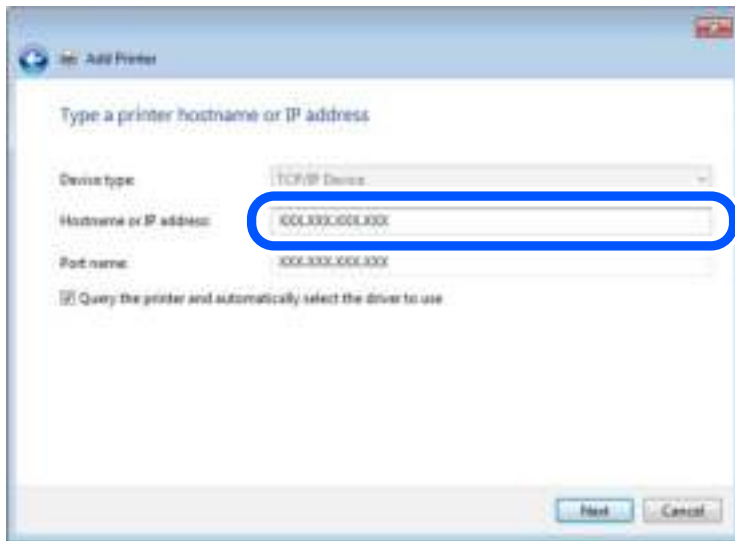 Add Printer
Type a printer hostname or IP address
Device type: TCP/IP Device
Hostname or IP address: XXX.XXX.XXX.XXX
Port name: XXX.XXX.XXX.XXX
Query the printer and automatically select the driver to use
Next Cancel